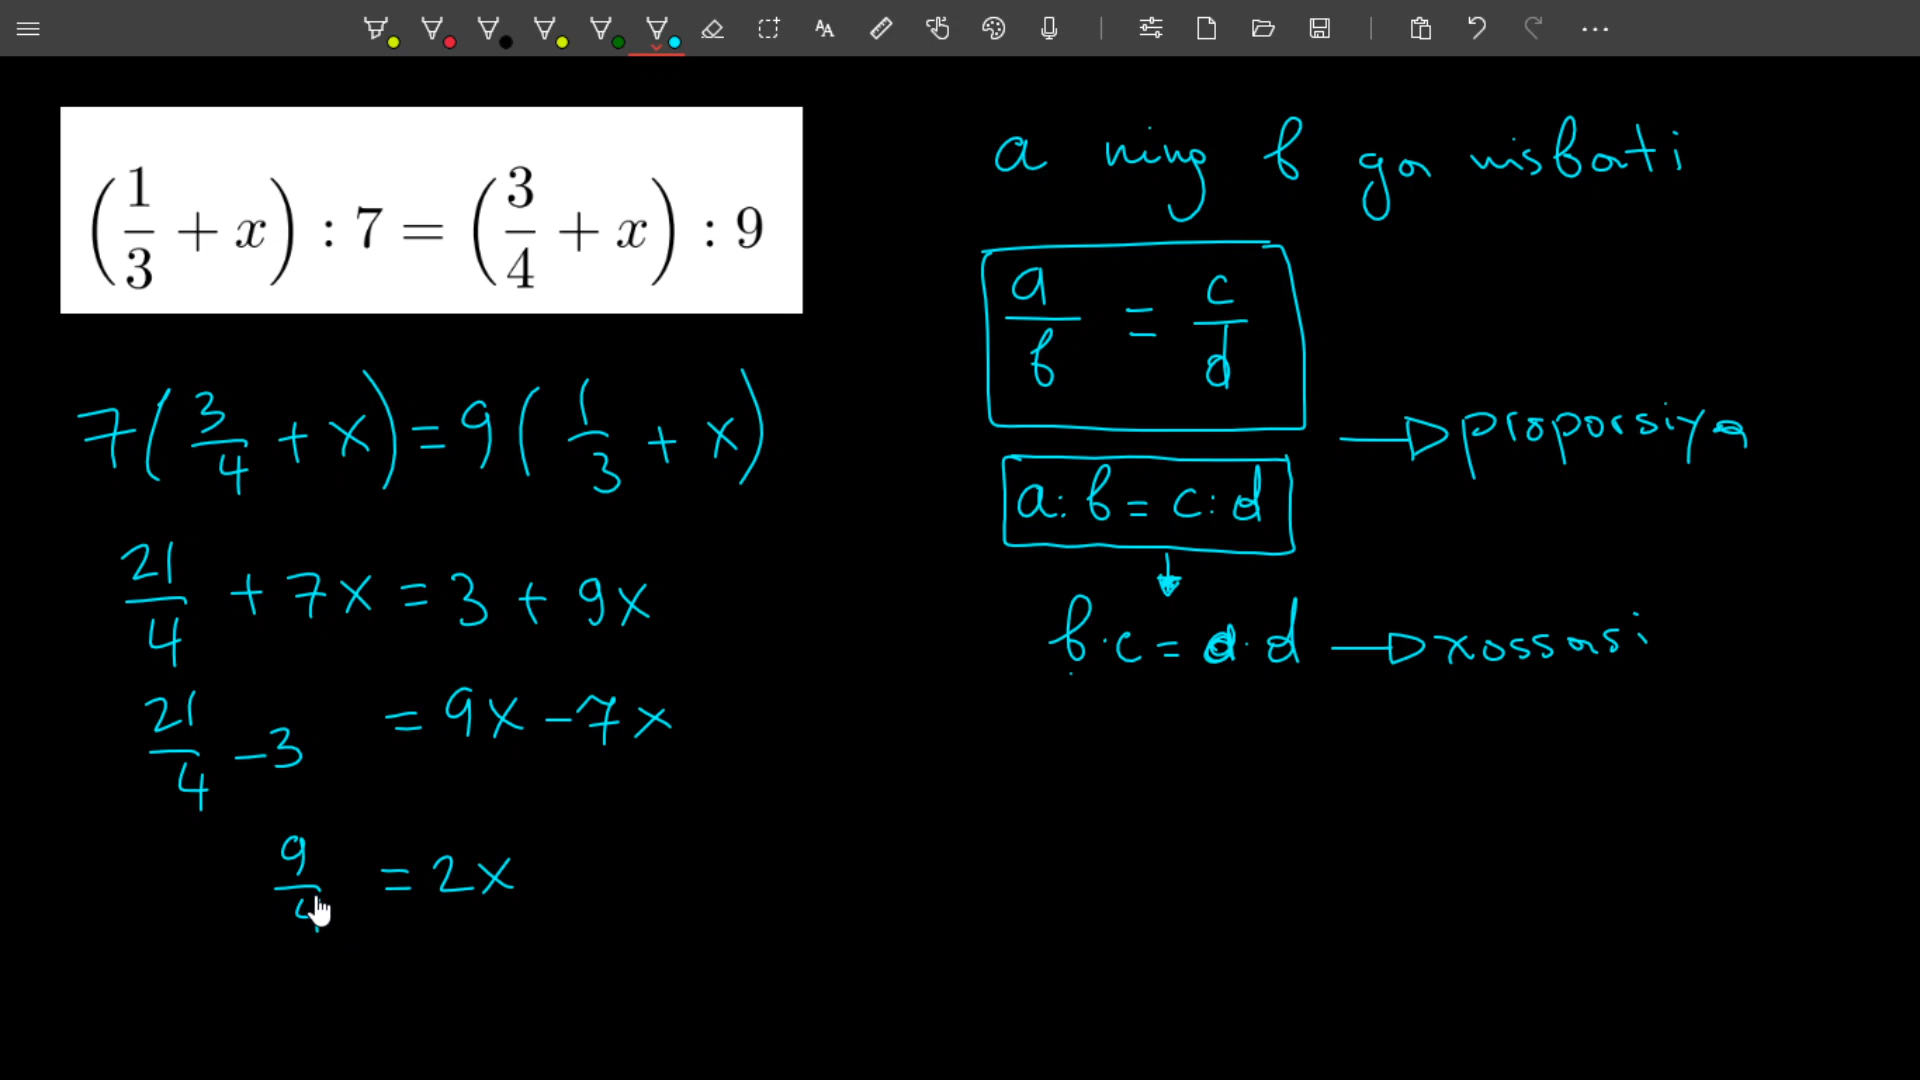 (1/3 + x) : 7 = (3/4 + x) : 9
7(3/4 + x) = 9(1/3 + x)
21/4 + 7x = 3 + 9x
21/4 - 3 = 9x - 7x
9/4 = 2x
a ning b ga nisbati
a/b = c/d
→ proporsiya
a : b = c : d
b · c = a · d → xossasi